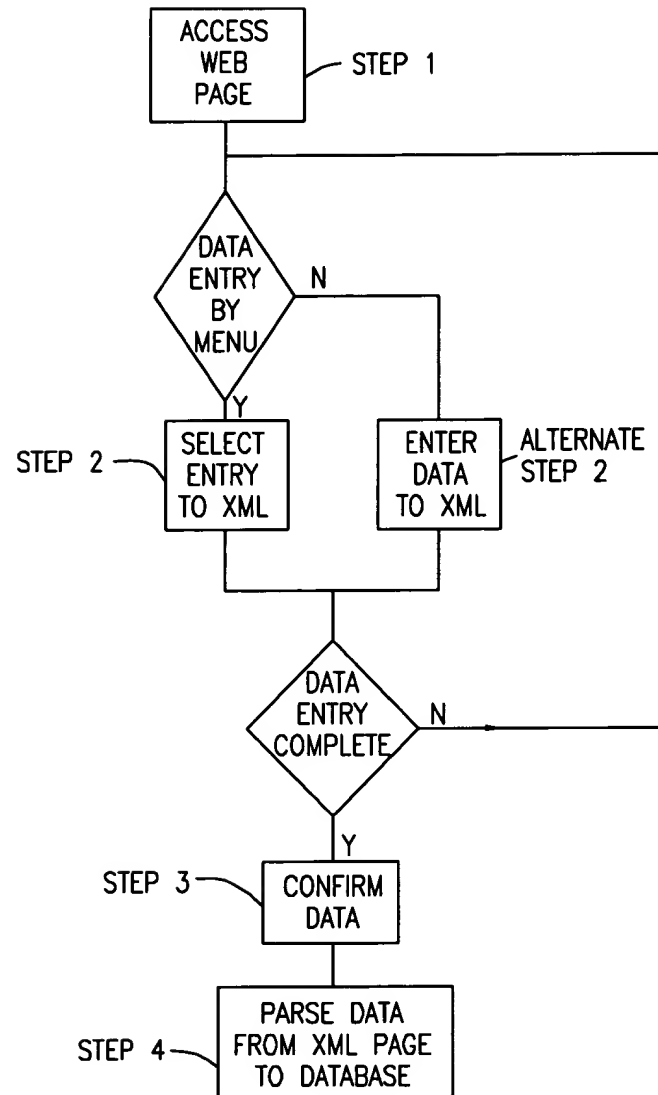 ACCESS
WEB
PAGE
STEP 1
DATA
ENTRY
BY
MENU
N
Y
STEP 2
SELECT
ENTRY
TO XML
ENTER
DATA
TO XML
ALTERNATE
STEP 2
DATA
ENTRY
COMPLETE
N
Y
STEP 3
CONFIRM
DATA
STEP 4
PARSE DATA
FROM XML PAGE
TO DATABASE